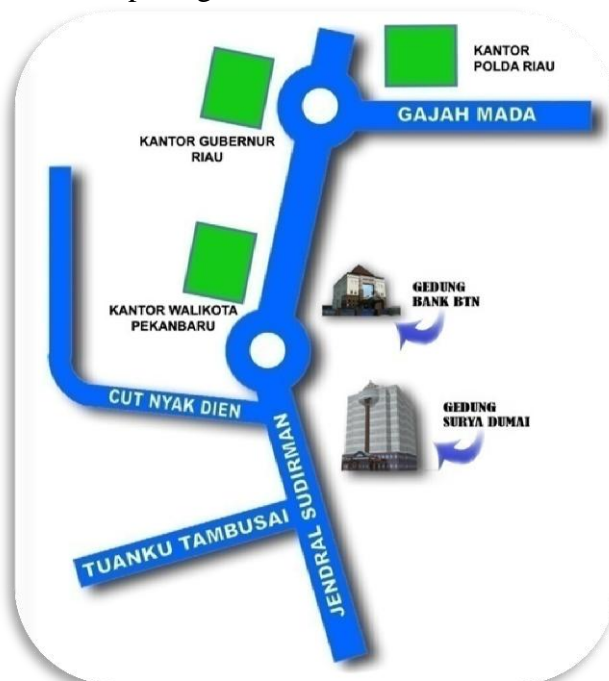 KANTOR
POLDA RIAU
GAJAH MADA
KANTOR GUBERNUR
RIAU
GEDUNG
BANK BTN
KANTOR WALIKOTA
PEKANBARU
CUT NYAK DIEN
GEDUNG
SURYA DUMAI
JENDRAL SUDIRMAN
TUANKU TAMBUSAI